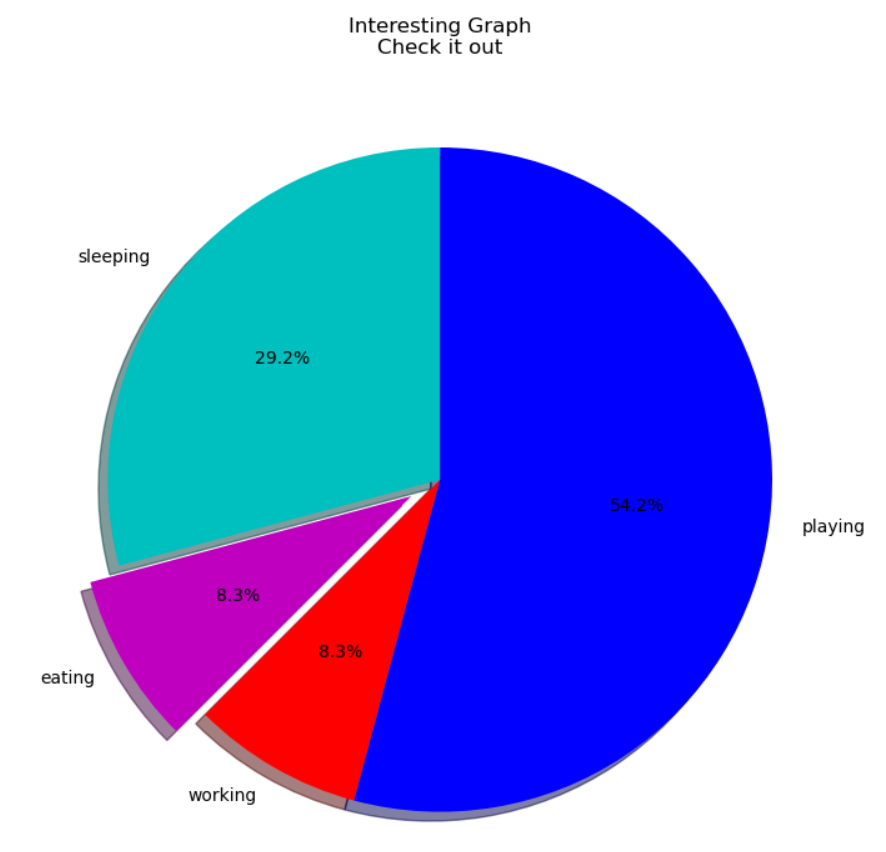 Interesting Graph
Check it out
sleeping
29.2%
54.2%
playing
8.3%
8.3%
eating
working